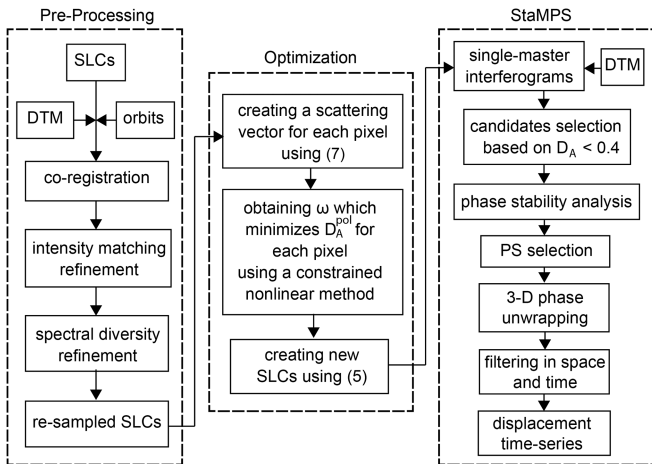 Pre-Processing
SLCs
DTM
orbits
co-registration
intensity matching
refinement
spectral diversity
refinement
re-sampled SLCs
Optimization
creating a scattering
vector for each pixel
using (7)
obtaining ω which
minimizes D_A^pol for
each pixel
using a constrained
nonlinear method
creating new
SLCs using (5)
StaMPS
single-master
interferograms
DTM
candidates selection
based on D_A < 0.4
phase stability analysis
PS selection
3-D phase
unwrapping
filtering in space
and time
displacement
time-series